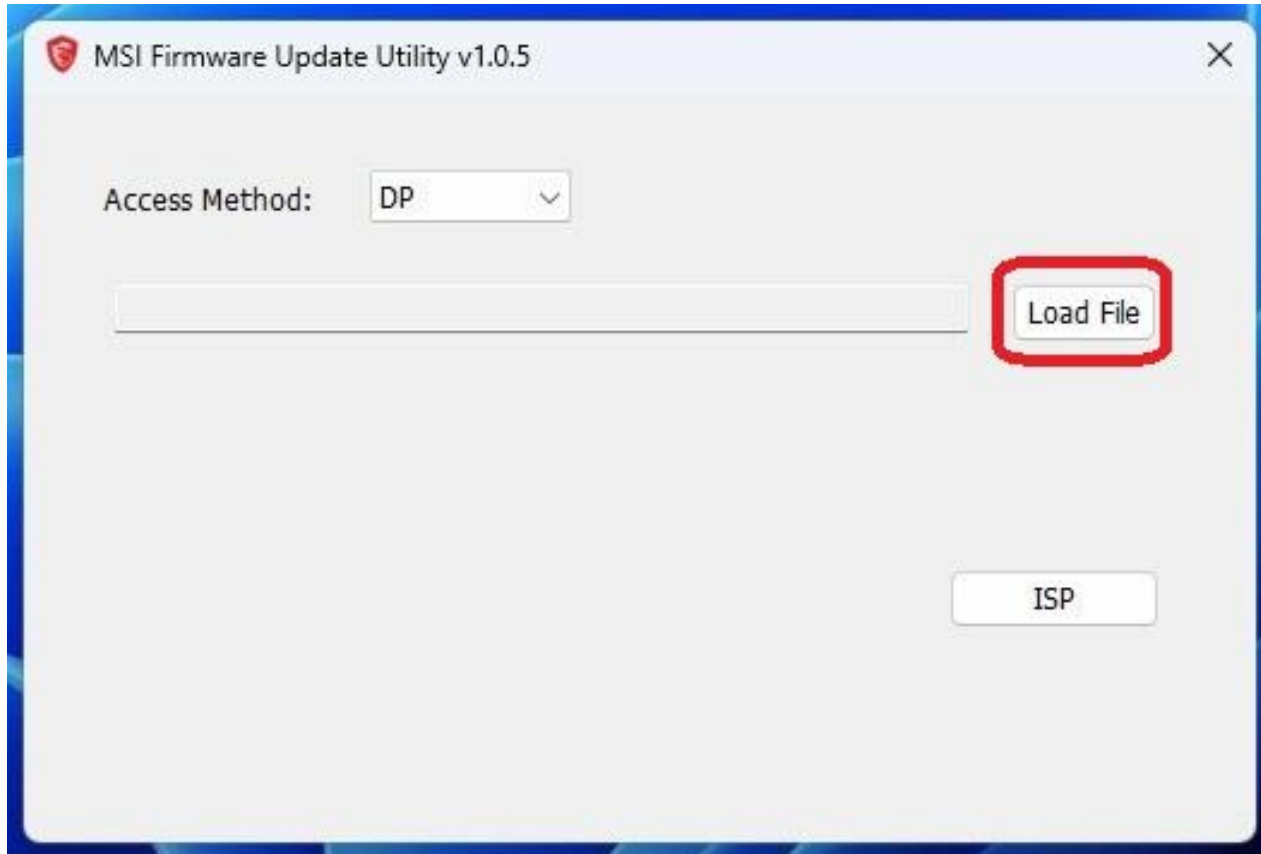 MSI Firmware Update Utility v1.0.5
Access Method: DP
Load File
ISP